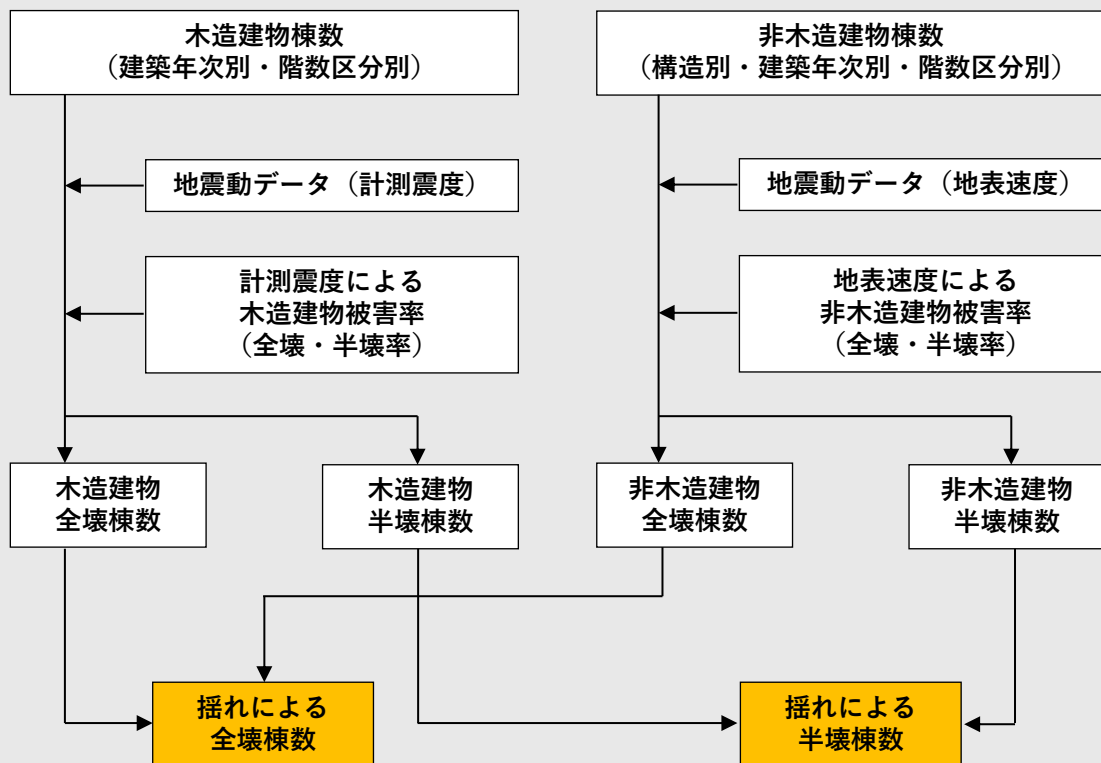 木造建物棟数
（建築年次別・階数区分別）
非木造建物棟数
（構造別・建築年次別・階数区分別）
地震動データ（計測震度）
地震動データ（地表速度）
計測震度による
木造建物被害率
（全壊・半壊率）
地表速度による
非木造建物被害率
（全壊・半壊率）
木造建物
全壊棟数
木造建物
半壊棟数
非木造建物
全壊棟数
非木造建物
半壊棟数
揺れによる
全壊棟数
揺れによる
半壊棟数